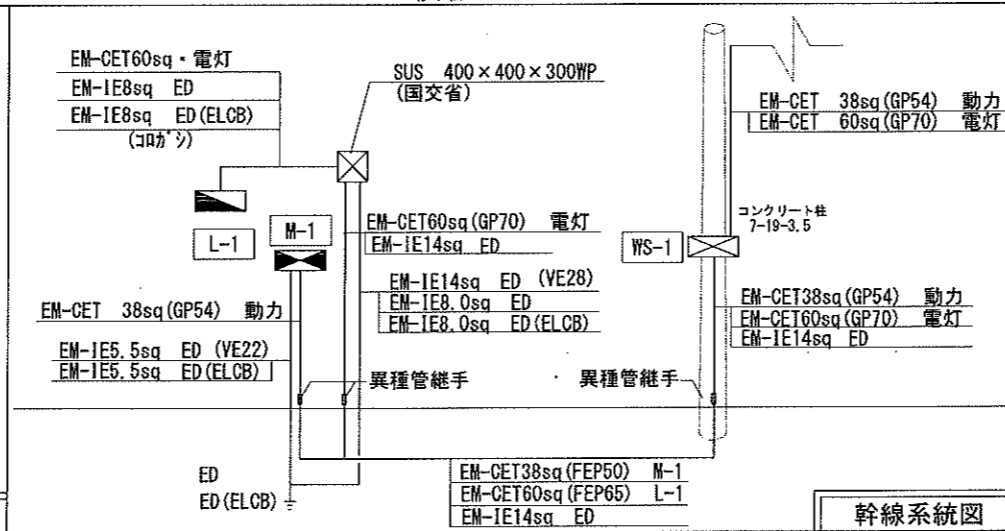 EM-CET60sq・電灯
EM-IE8sq ED
EM-IE8sq ED(ELCB)
(コロガシ)
SUS 400×400×300WP
(国交省)
L-1
M-1
EM-CET60sq(GP70) 電灯
EM-IE14sq ED
EM-IE14sq ED (VE28)
EM-IE8.0sq ED
EM-IE8.0sq ED(ELCB)
EM-CET 38sq(GP54) 動力
EM-IE5.5sq ED (VE22)
EM-IE5.5sq ED(ELCB)
異種管継手
異種管継手
EM-CET 38sq(GP54) 動力
EM-CET 60sq(GP70) 電灯
コンクリート柱
7-19-3.5
WS-1
EM-CET38sq(GP54) 動力
EM-CET60sq(GP70) 電灯
EM-IE14sq ED
ED
ED(ELCB)
EM-CET38sq(FEP50) M-1
EM-CET60sq(FEP65) L-1
EM-IE14sq ED
幹線系統図